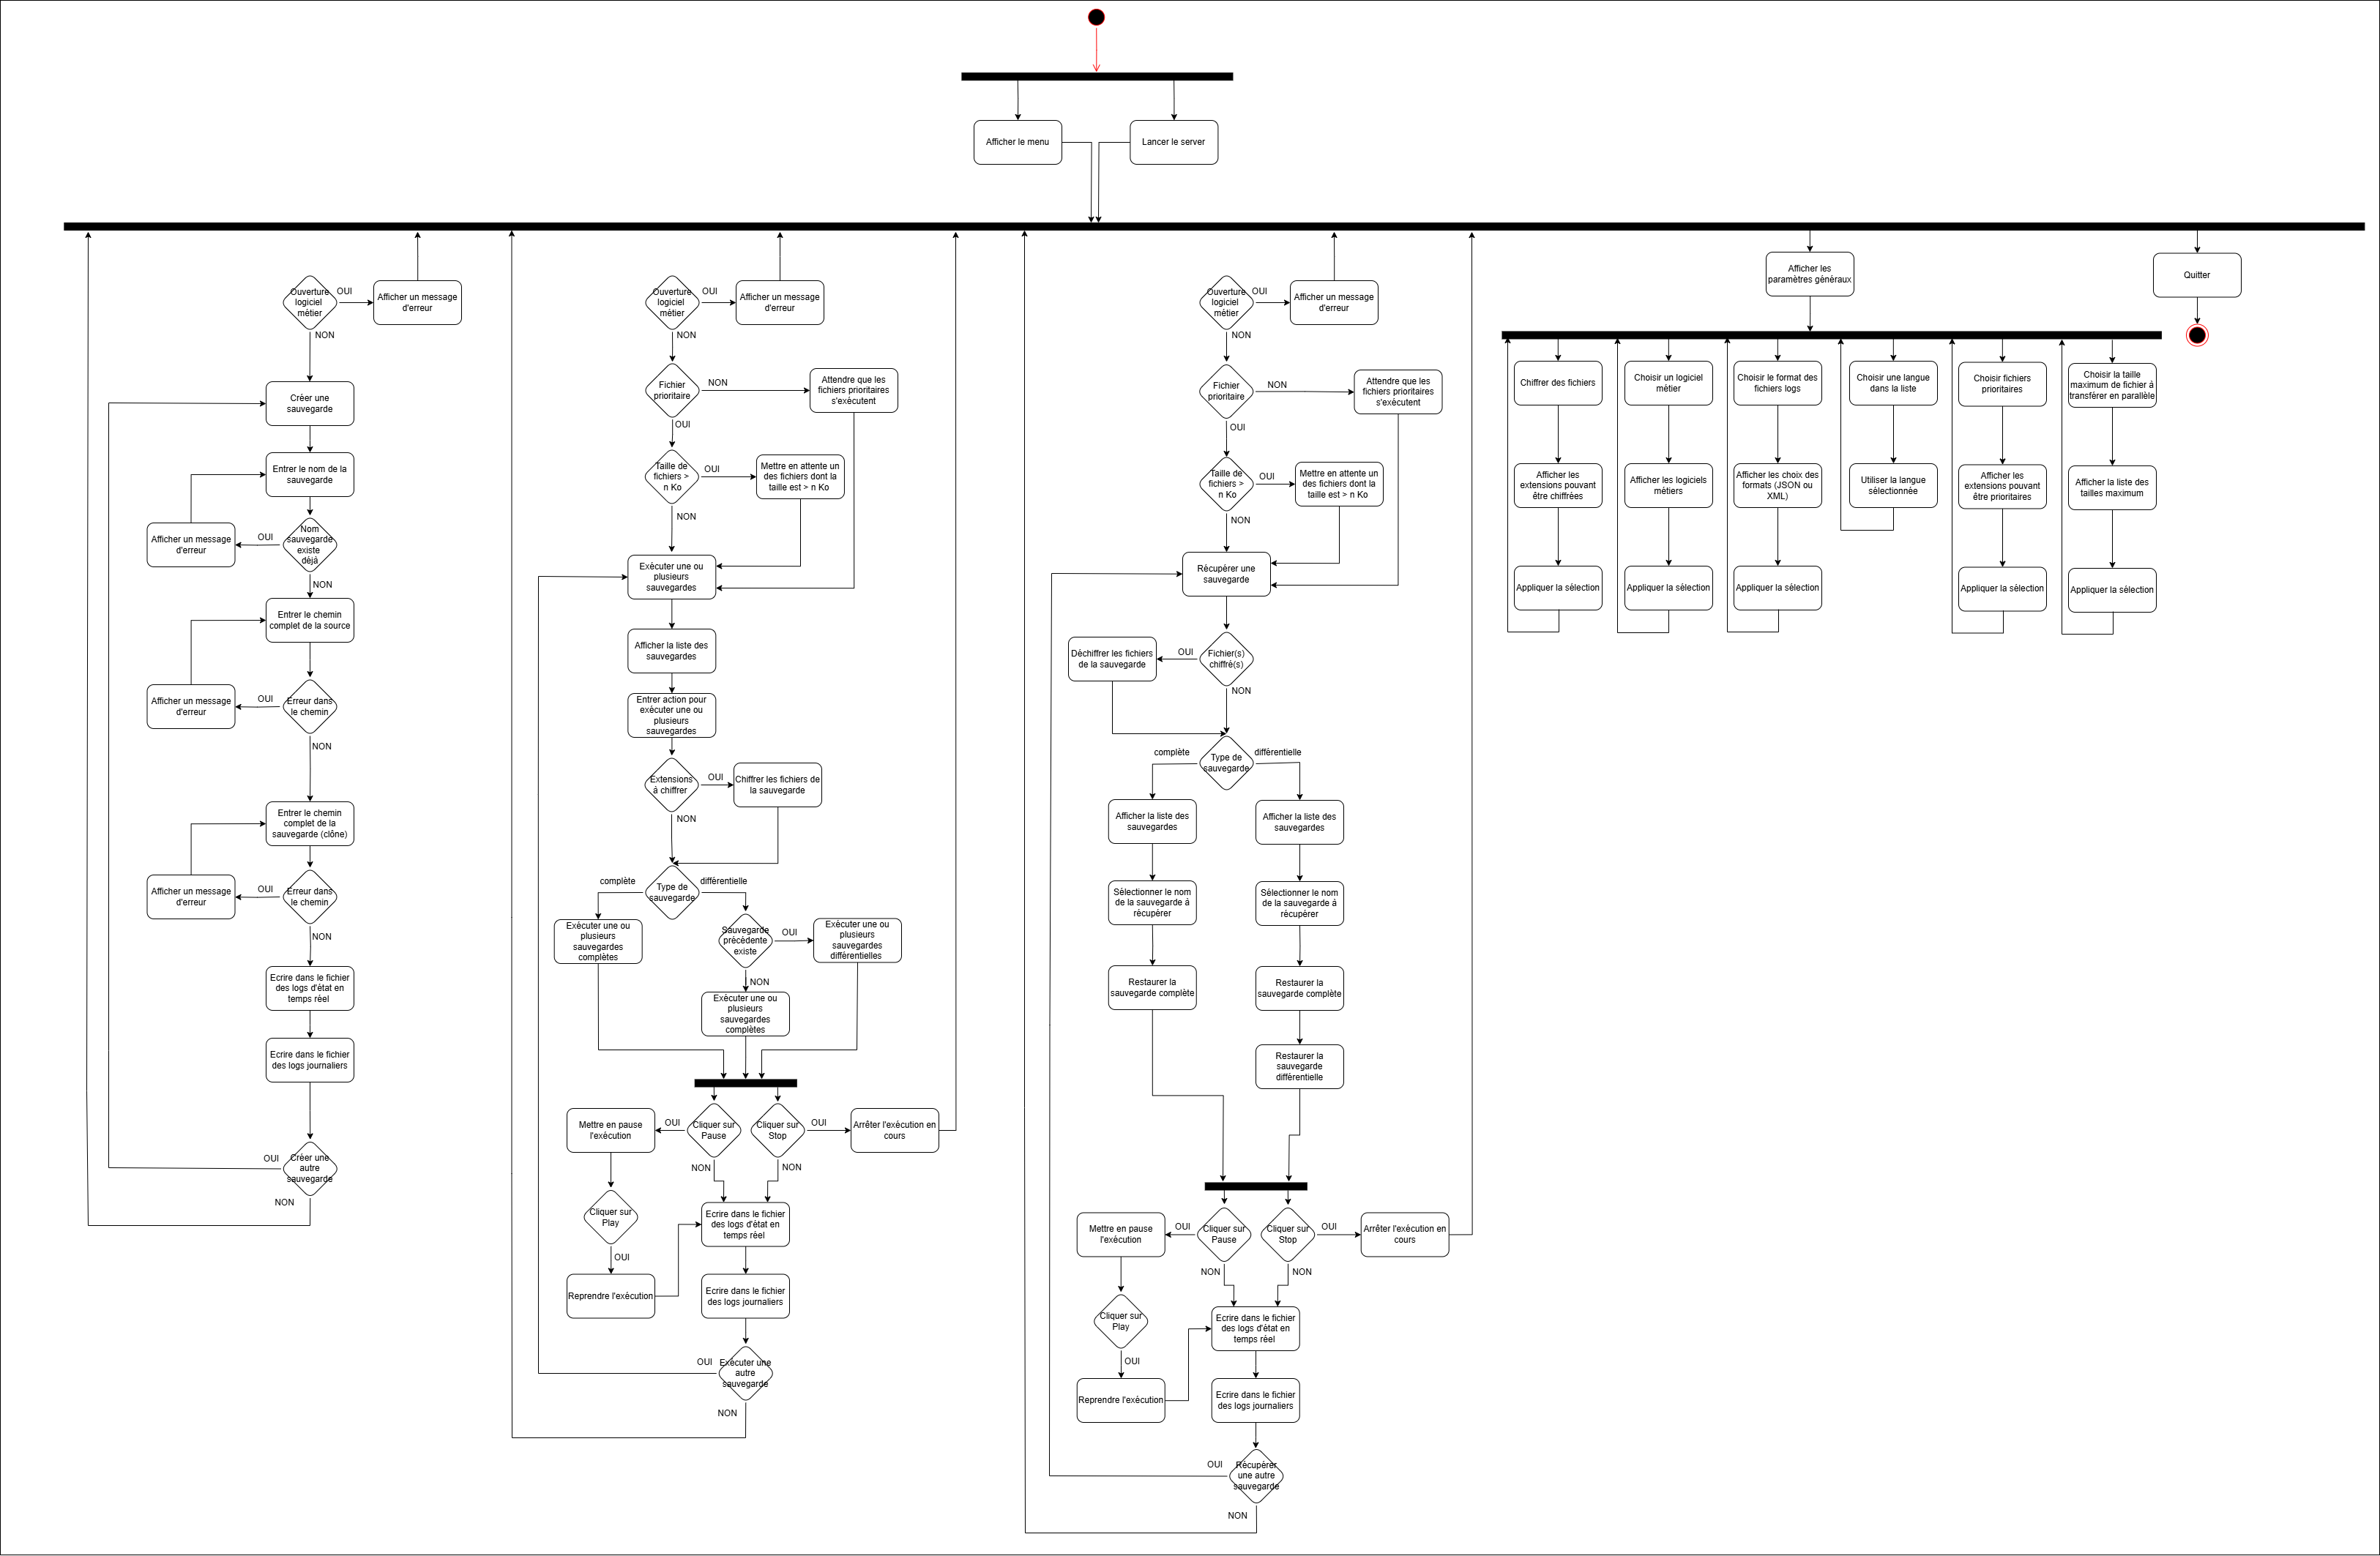 Afficher le menu
Lancer le server
Ouverture
logiciel
métier
OUI
Afficher un message
d'erreur
NON
Créer une
sauvegarde
Entrer le nom de la
sauvegarde
Nom
sauvegarde
existe
déjà
OUI
Afficher un message
d'erreur
NON
Entrer le chemin
complet de la source
Erreur dans
le chemin
OUI
Afficher un message
d'erreur
NON
Entrer le chemin
complet de la
sauvegarde (clône)
Erreur dans
le chemin
OUI
Afficher un message
d'erreur
NON
Ecrire dans le fichier
des logs d'état en
temps réel
Ecrire dans le fichier
des logs journaliers
Créer une
autre
sauvegarde
OUI
NON
Ouverture
logiciel
métier
OUI
Afficher un message
d'erreur
NON
Fichier
prioritaire
NON
Attendre que les
fichiers prioritaires
s'exécutent
OUI
Taille de
fichiers >
n Ko
OUI
Mettre en attente un
des fichiers dont la
taille est > n Ko
NON
Exécuter une ou
plusieurs
sauvegardes
Afficher la liste des
sauvegardes
Entrer action pour
exécuter une ou
plusieurs
sauvegardes
Extensions
à chiffrer
OUI
Chiffrer les fichiers de
la sauvegarde
NON
Type de
sauvegarde
complète
différentielle
Exécuter une ou
plusieurs
sauvegardes
complètes
Sauvegarde
précédente
existe
OUI
Exécuter une ou
plusieurs
sauvegardes
différentielles
NON
Exécuter une ou
plusieurs
sauvegardes
complètes
Mettre en pause
l'exécution
OUI
Cliquer sur
Pause
Cliquer sur
Stop
OUI
Arrêter l'exécution en
cours
NON
NON
Cliquer sur
Play
OUI
Reprendre l'exécution
Ecrire dans le fichier
des logs d'état en
temps réel
Ecrire dans le fichier
des logs journaliers
Exécuter une
autre
sauvegarde
OUI
NON
Ouverture
logiciel
métier
OUI
Afficher un message
d'erreur
NON
Fichier
prioritaire
NON
Attendre que les
fichiers prioritaires
s'exécutent
OUI
Taille de
fichiers >
n Ko
OUI
Mettre en attente un
des fichiers dont la
taille est > n Ko
NON
Récupérer une
sauvegarde
Fichier(s)
chiffré(s)
OUI
Déchiffrer les fichiers
de la sauvegarde
NON
Type de
sauvegarde
complète
différentielle
Afficher la liste des
sauvegardes
Sélectionner le nom
de la sauvegarde à
récupérer
Restaurer la
sauvegarde complète
Afficher la liste des
sauvegardes
Sélectionner le nom
de la sauvegarde à
récupérer
Restaurer la
sauvegarde complète
Restaurer la
sauvegarde
différentielle
Mettre en pause
l'exécution
OUI
Cliquer sur
Pause
Cliquer sur
Stop
OUI
Arrêter l'exécution en
cours
NON
NON
Cliquer sur
Play
OUI
Reprendre l'exécution
Ecrire dans le fichier
des logs d'état en
temps réel
Ecrire dans le fichier
des logs journaliers
Récupérer
une autre
sauvegarde
OUI
NON
Afficher les
paramètres généraux
Chiffrer des fichiers
Afficher les
extensions pouvant
être chiffrées
Appliquer la sélection
Choisir un logiciel
métier
Afficher les logiciels
métiers
Appliquer la sélection
Choisir le format des
fichiers logs
Afficher les choix des
formats (JSON ou
XML)
Appliquer la sélection
Choisir une langue
dans la liste
Utiliser la langue
sélectionnée
Choisir fichiers
prioritaires
Afficher les
extensions pouvant
être prioritaires
Appliquer la sélection
Choisir la taille
maximum de fichier à
transférer en parallèle
Afficher la liste des
tailles maximum
Appliquer la sélection
Quitter